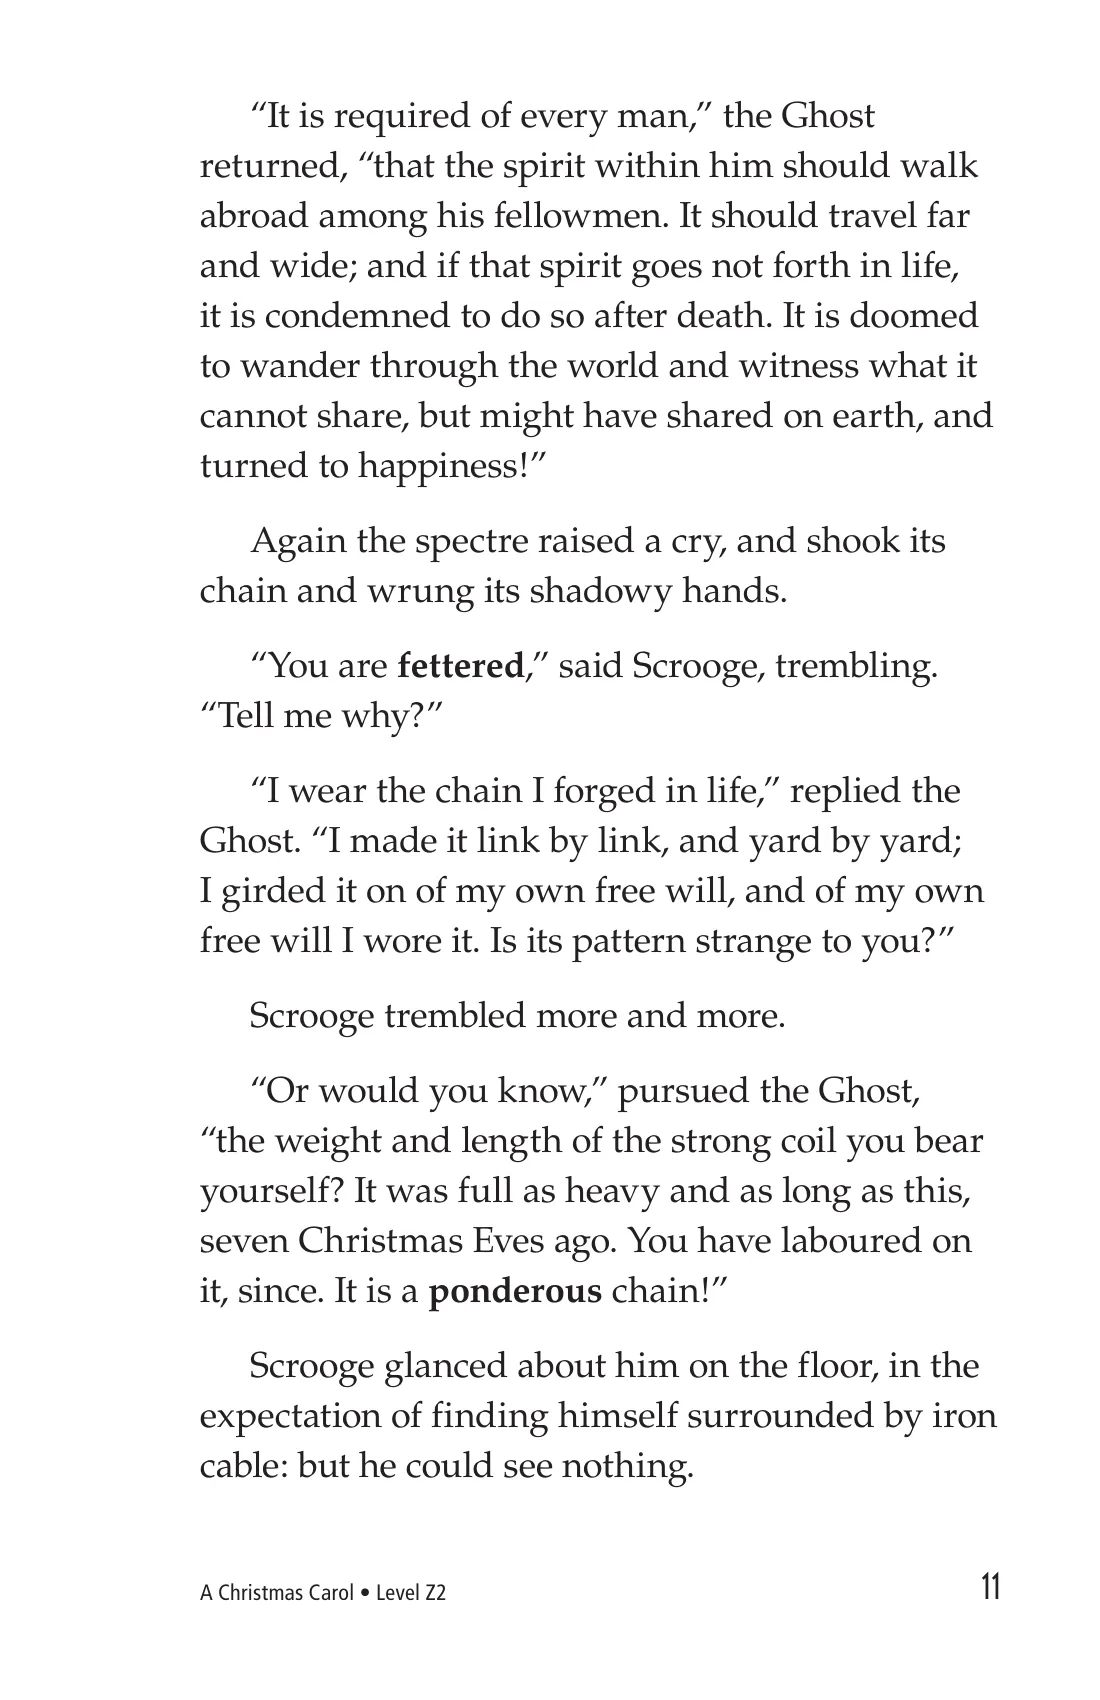 “It is required of every man,” the Ghost
returned, “that the spirit within him should walk
abroad among his fellowmen. It should travel far
and wide; and if that spirit goes not forth in life,
it is condemned to do so after death. It is doomed
to wander through the world and witness what it
cannot share, but might have shared on earth, and
turned to happiness!”
Again the spectre raised a cry, and shook its
chain and wrung its shadowy hands.
“You are fettered,” said Scrooge, trembling.
“Tell me why?”
“I wear the chain I forged in life,” replied the
Ghost. “I made it link by link, and yard by yard;
I girded it on of my own free will, and of my own
free will I wore it. Is its pattern strange to you?”
Scrooge trembled more and more.
“Or would you know,” pursued the Ghost,
“the weight and length of the strong coil you bear
yourself? It was full as heavy and as long as this,
seven Christmas Eves ago. You have laboured on
it, since. It is a ponderous chain!”
Scrooge glanced about him on the floor, in the
expectation of finding himself surrounded by iron
cable: but he could see nothing.
A Christmas Carol • Level Z2
11